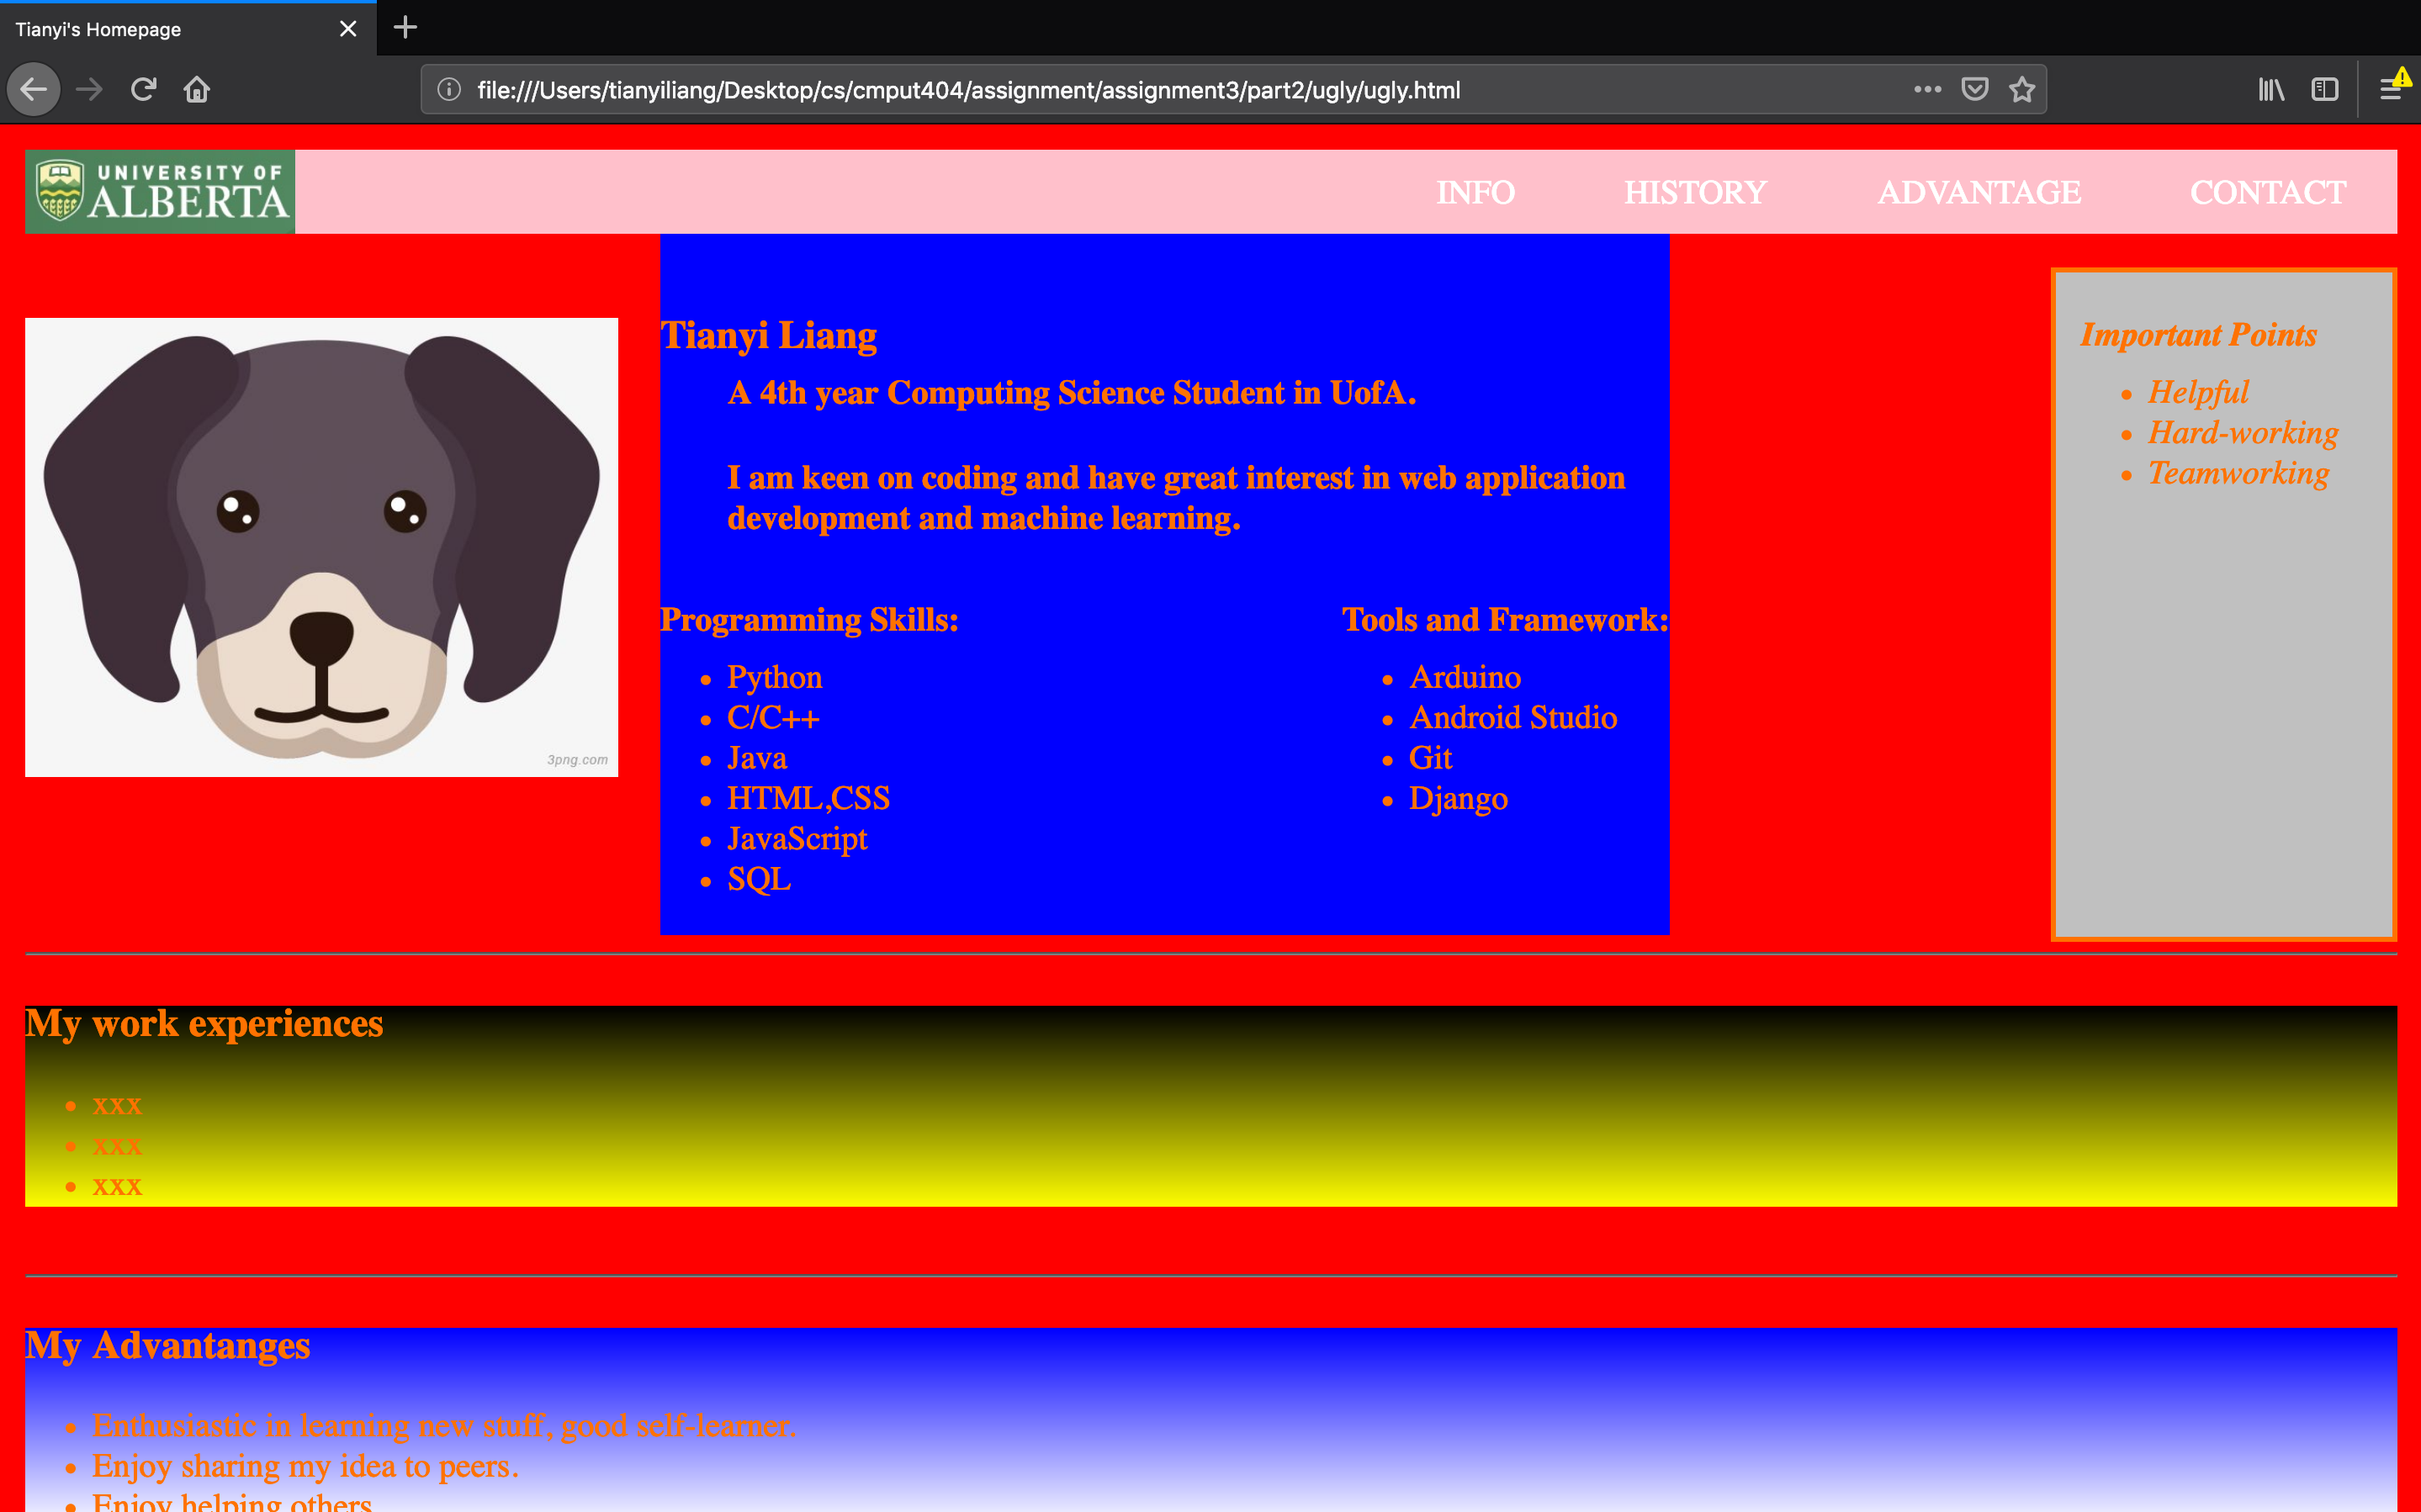 Tianyi's Homepage
file:///Users/tianyiliang/Desktop/cs/cmput404/assignment/assignment3/part2/ugly/ugly.html
UNIVERSITY OF
ALBERTA
INFO HISTORY ADVANTAGE CONTACT
3png.com
Tianyi Liang
A 4th year Computing Science Student in UofA.
I am keen on coding and have great interest in web application
development and machine learning.
Programming Skills:
Python
C/C++
Java
HTML,CSS
JavaScript
SQL
Tools and Framework:
Arduino
Android Studio
Git
Django
Important Points
Helpful
Hard-working
Teamworking
My work experiences
xxx
xxx
xxx
My Advantanges
Enthusiastic in learning new stuff, good self-learner.
Enjoy sharing my idea to peers.
Enjoy helping others